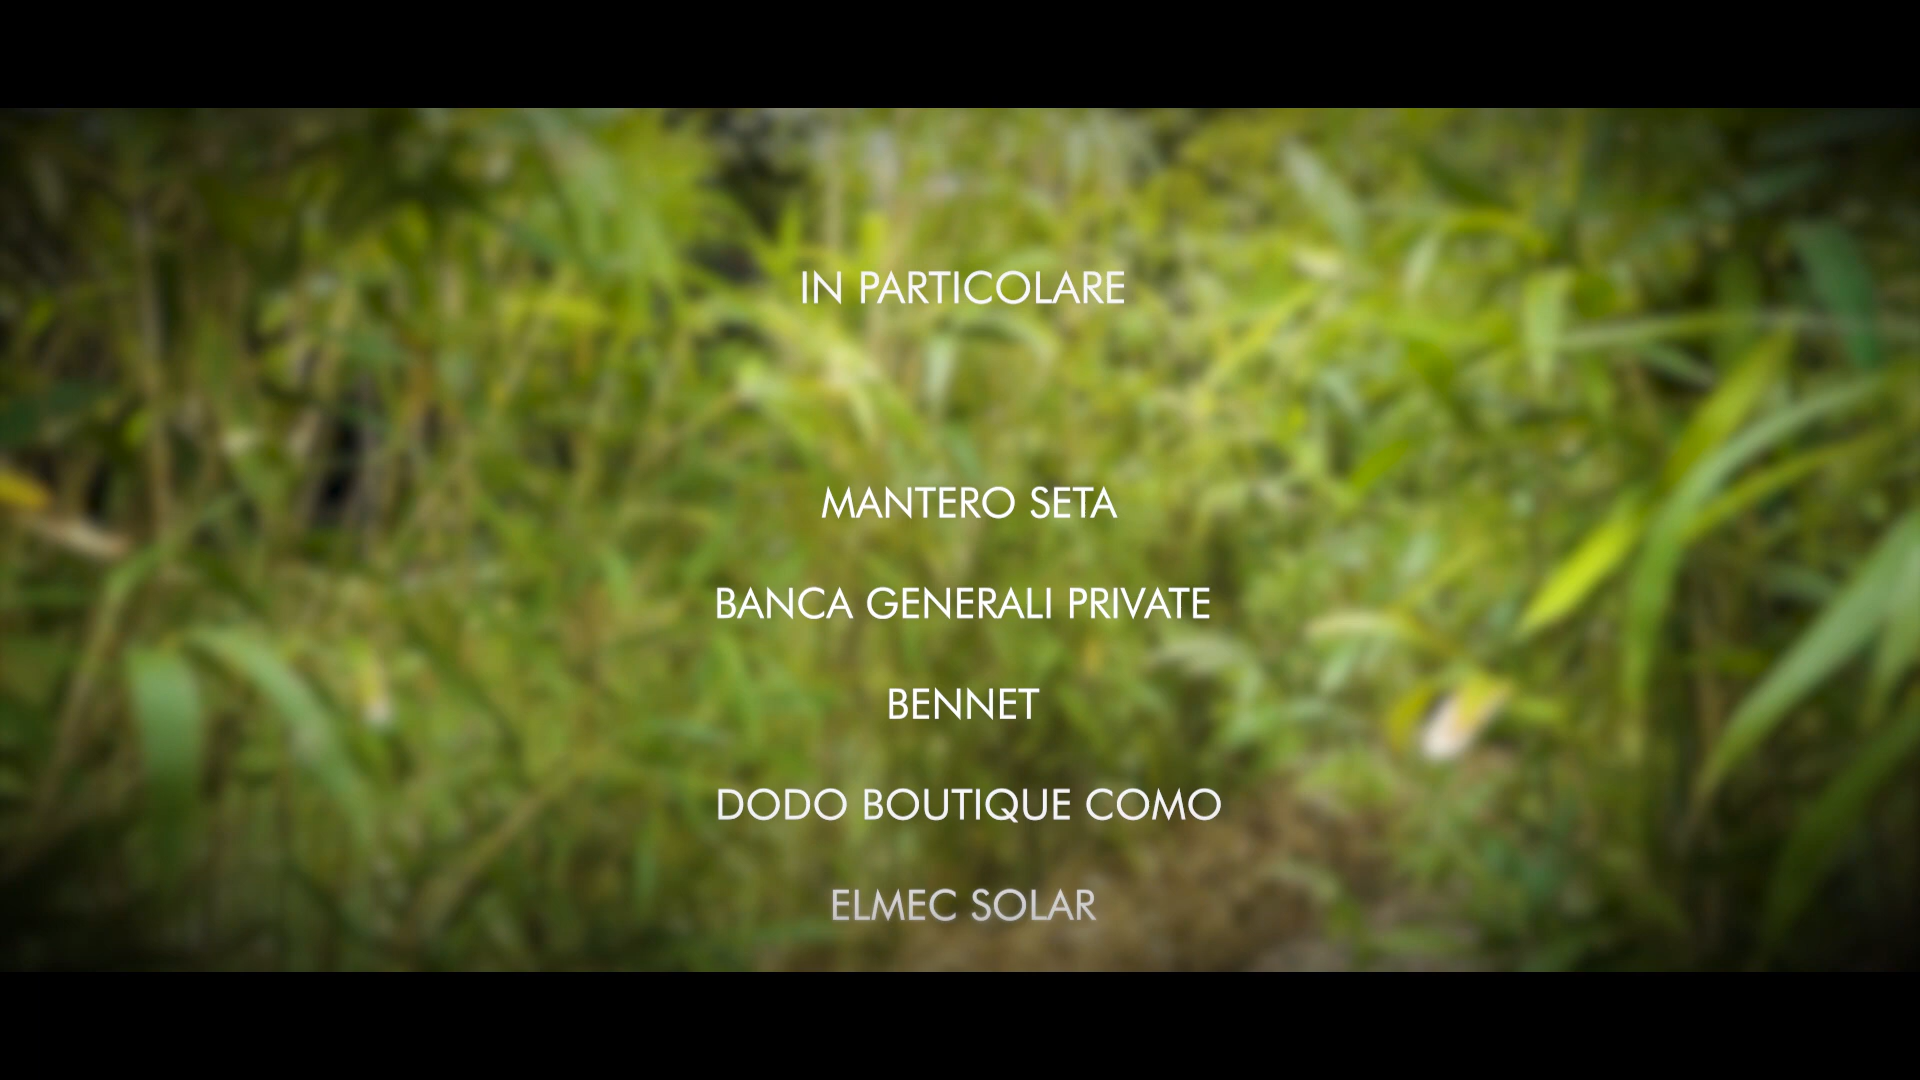 IN PARTICOLARE
MANTERO SETA
BANCA GENERALI PRIVATE
BENNET
DODO BOUTIQUE COMO
ELMEC SOLAR